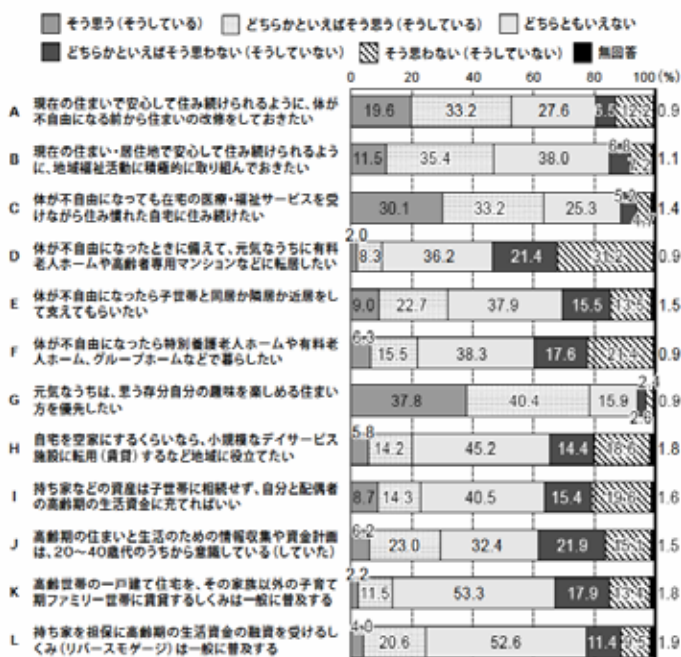 そう思う（そうしている） どちらかといえばそう思う（そうしている） どちらともいえない
どちらかといえばそう思わない（そうしていない） そう思わない（そうしていない） 無回答
0 20 40 60 80 100（%）
A 現在の住まいで安心して住み続けられるように、体が
不自由になる前から住まいの改修をしておきたい
19.6 33.2 27.6 6.5 12.2 0.9
B 現在の住まい・居住地で安心して住み続けられるよう
に、地域福祉活動に積極的に取り組んでおきたい
11.5 35.4 38.0 6.8 1.1
C 体が不自由になっても在宅の医療・福祉サービスを受
けながら住み慣れた自宅に住み続けたい
30.1 33.2 25.3 1.4
D 体が不自由になったときに備えて、元気なうちに有料
老人ホームや高齢者専用マンションなどに転居したい
2.0 8.3 36.2 21.4 31.2 0.9
E 体が不自由になったら子世帯と同居か隣居か近居をし
て支えてもらいたい
9.0 22.7 37.9 15.5 13.5 1.5
F 体が不自由になったら特別養護老人ホームや有料老
人ホーム、グループホームなどで暮らしたい
6.3 15.5 38.3 17.6 21.4 0.9
G 元気なうちは、思う存分自分の趣味を楽しめる住まい
方を優先したい
37.8 40.4 15.9 2.6 0.9
H 自宅を空家にするくらいなら、小規模なデイサービス
施設に転用（賃貸）するなど地域に役立てたい
5.8 14.2 45.2 14.4 18.6 1.8
I 持ち家などの資産は子世帯に相続せず、自分と配偶者
の高齢期の生活資金に充てればいい
8.7 14.3 40.5 15.4 19.6 1.6
J 高齢期の住まいと生活のための情報収集や資金計画
は、20～40歳代のうちから意識している（していた）
6.2 23.0 32.4 21.9 15.1 1.5
K 高齢世帯の一戸建て住宅を、その家族以外の子育て
期ファミリー世帯に賃貸するしくみは一般に普及する
2.2 11.5 53.3 17.9 13.4 1.8
L 持ち家を担保に高齢期の生活資金の融資を受けるし
くみ（リバースモゲージ）は一般に普及する
4.0 20.6 52.6 11.4 9.5 1.9